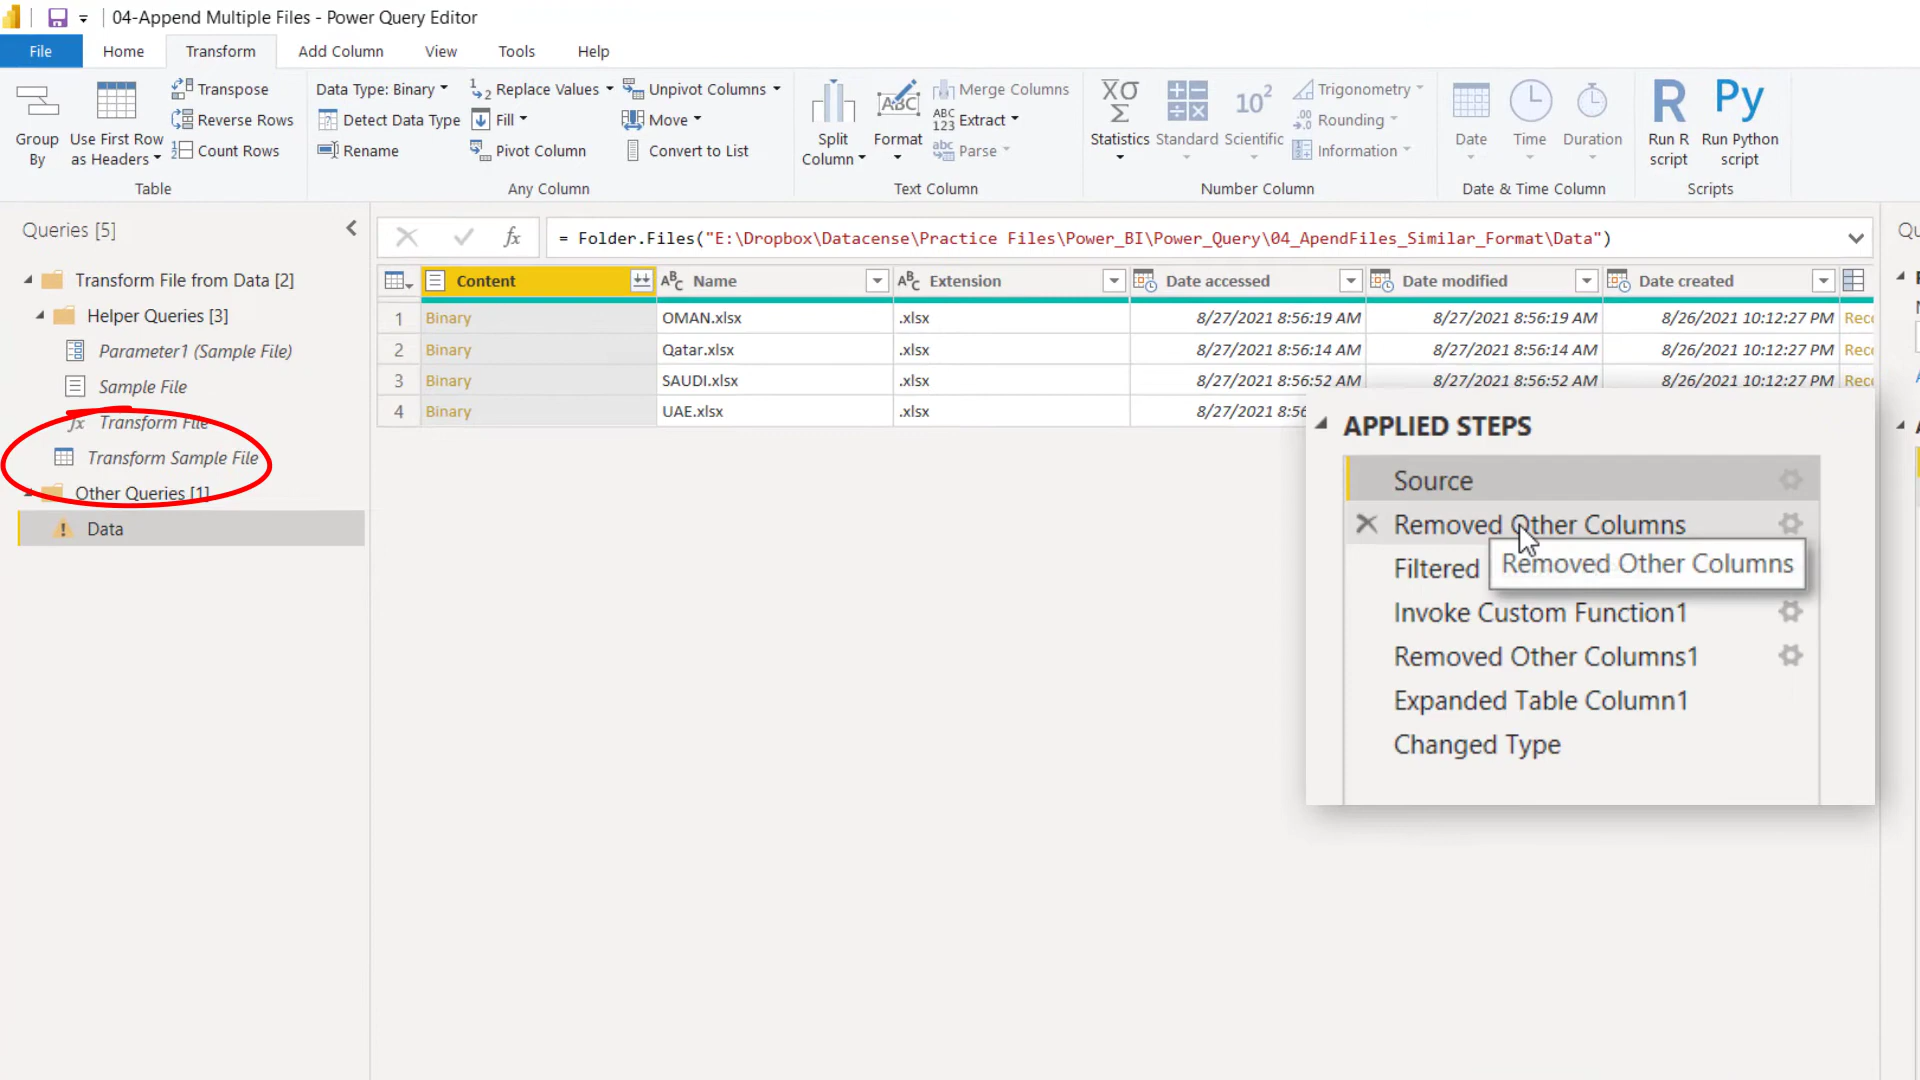 04-Append Multiple Files - Power Query Editor
File Home Transform Add Column View Tools Help
Group By
Use First Row as Headers
Transpose
Reverse Rows
Count Rows
Table
Data Type: Binary
Detect Data Type
Rename
Replace Values
Fill
Pivot Column
Unpivot Columns
Move
Convert to List
Any Column
Split Column
Format
Merge Columns
Extract
Parse
Text Column
Statistics
Standard
Scientific
Trigonometry
Rounding
Information
Number Column
Date
Time
Duration
Date & Time Column
Run R script
Run Python script
Scripts
Queries [5]
Transform File from Data [2]
Helper Queries [3]
Parameter1 (Sample File)
Sample File
Transform File
Transform Sample File
Other Queries [1]
Data
= Folder.Files("E:\Dropbox\Datacense\Practice Files\Power_BI\Power_Query\04_ApendFiles_Similar_Format\Data")
Content Name Extension Date accessed Date modified Date created
1 Binary OMAN.xlsx .xlsx 8/27/2021 8:56:19 AM 8/27/2021 8:56:19 AM 8/26/2021 10:12:27 PM
2 Binary Qatar.xlsx .xlsx 8/27/2021 8:56:14 AM 8/27/2021 8:56:14 AM 8/26/2021 10:12:27 PM
3 Binary SAUDI.xlsx .xlsx 8/27/2021 8:56:52 AM 8/27/2021 8:56:52 AM 8/26/2021 10:12:27 PM
4 Binary UAE.xlsx .xlsx 8/27/2021 8:56
APPLIED STEPS
Source
Removed Other Columns
Filtered
Removed Other Columns
Invoke Custom Function1
Removed Other Columns1
Expanded Table Column1
Changed Type